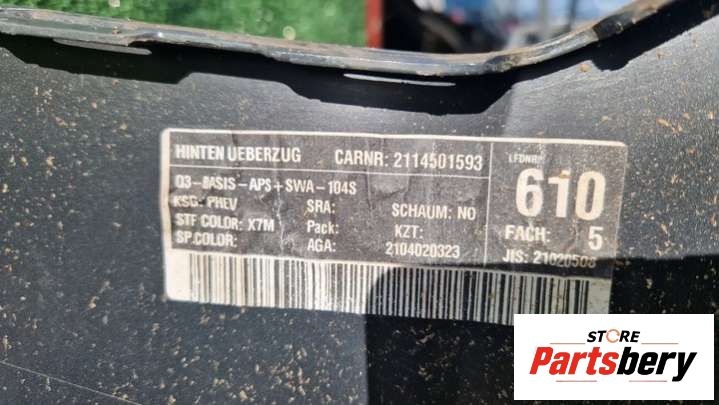 HINTEN UEBERZUG CARNR: 2114501593
03-BASIS-APS+SWA-104S
KSG: PHEV SRA: SCHAUM: NO
STF COLOR: X7M Pack: KZT:
SP.COLOR: AGA: 2104020323
LFDNR:
610
FACH: 5
JIS: 21020508
STORE
Partsbery